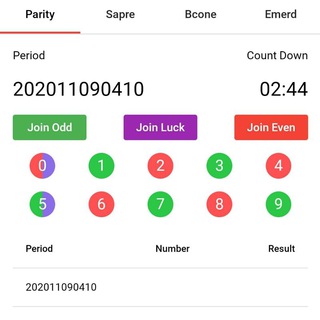 Parity Sapre Bcone Emerd
Period Count Down
202011090410 02:44
Join Odd Join Luck Join Even
0 1 2 3 4
5 6 7 8 9
Period Number Result
202011090410